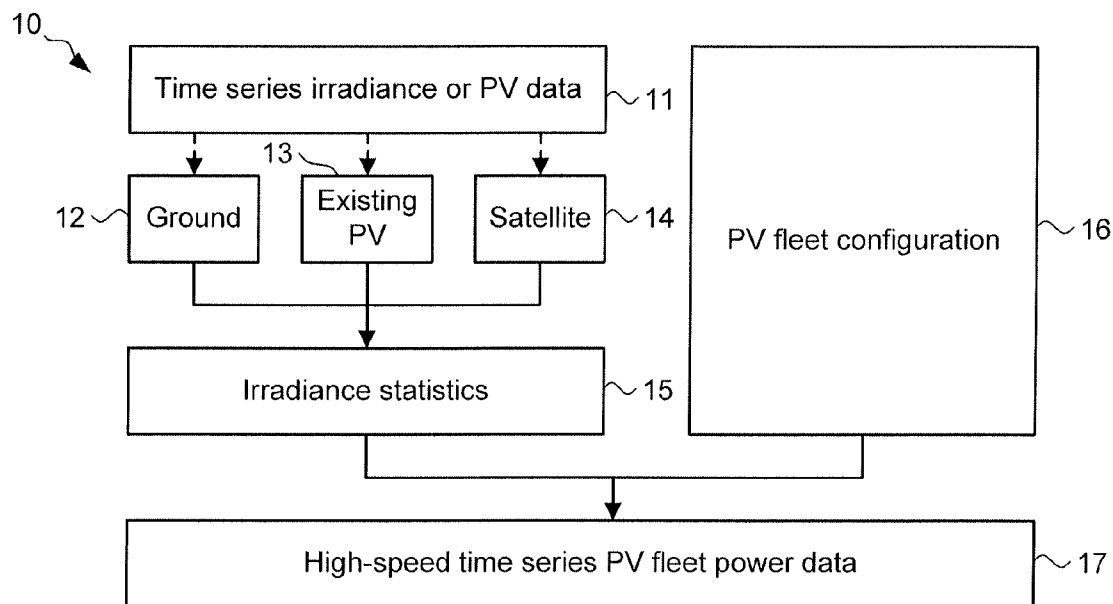 10
Time series irradiance or PV data
11
13
12
Ground
Existing
PV
Satellite
14
PV fleet configuration
16
Irradiance statistics
15
High-speed time series PV fleet power data
17